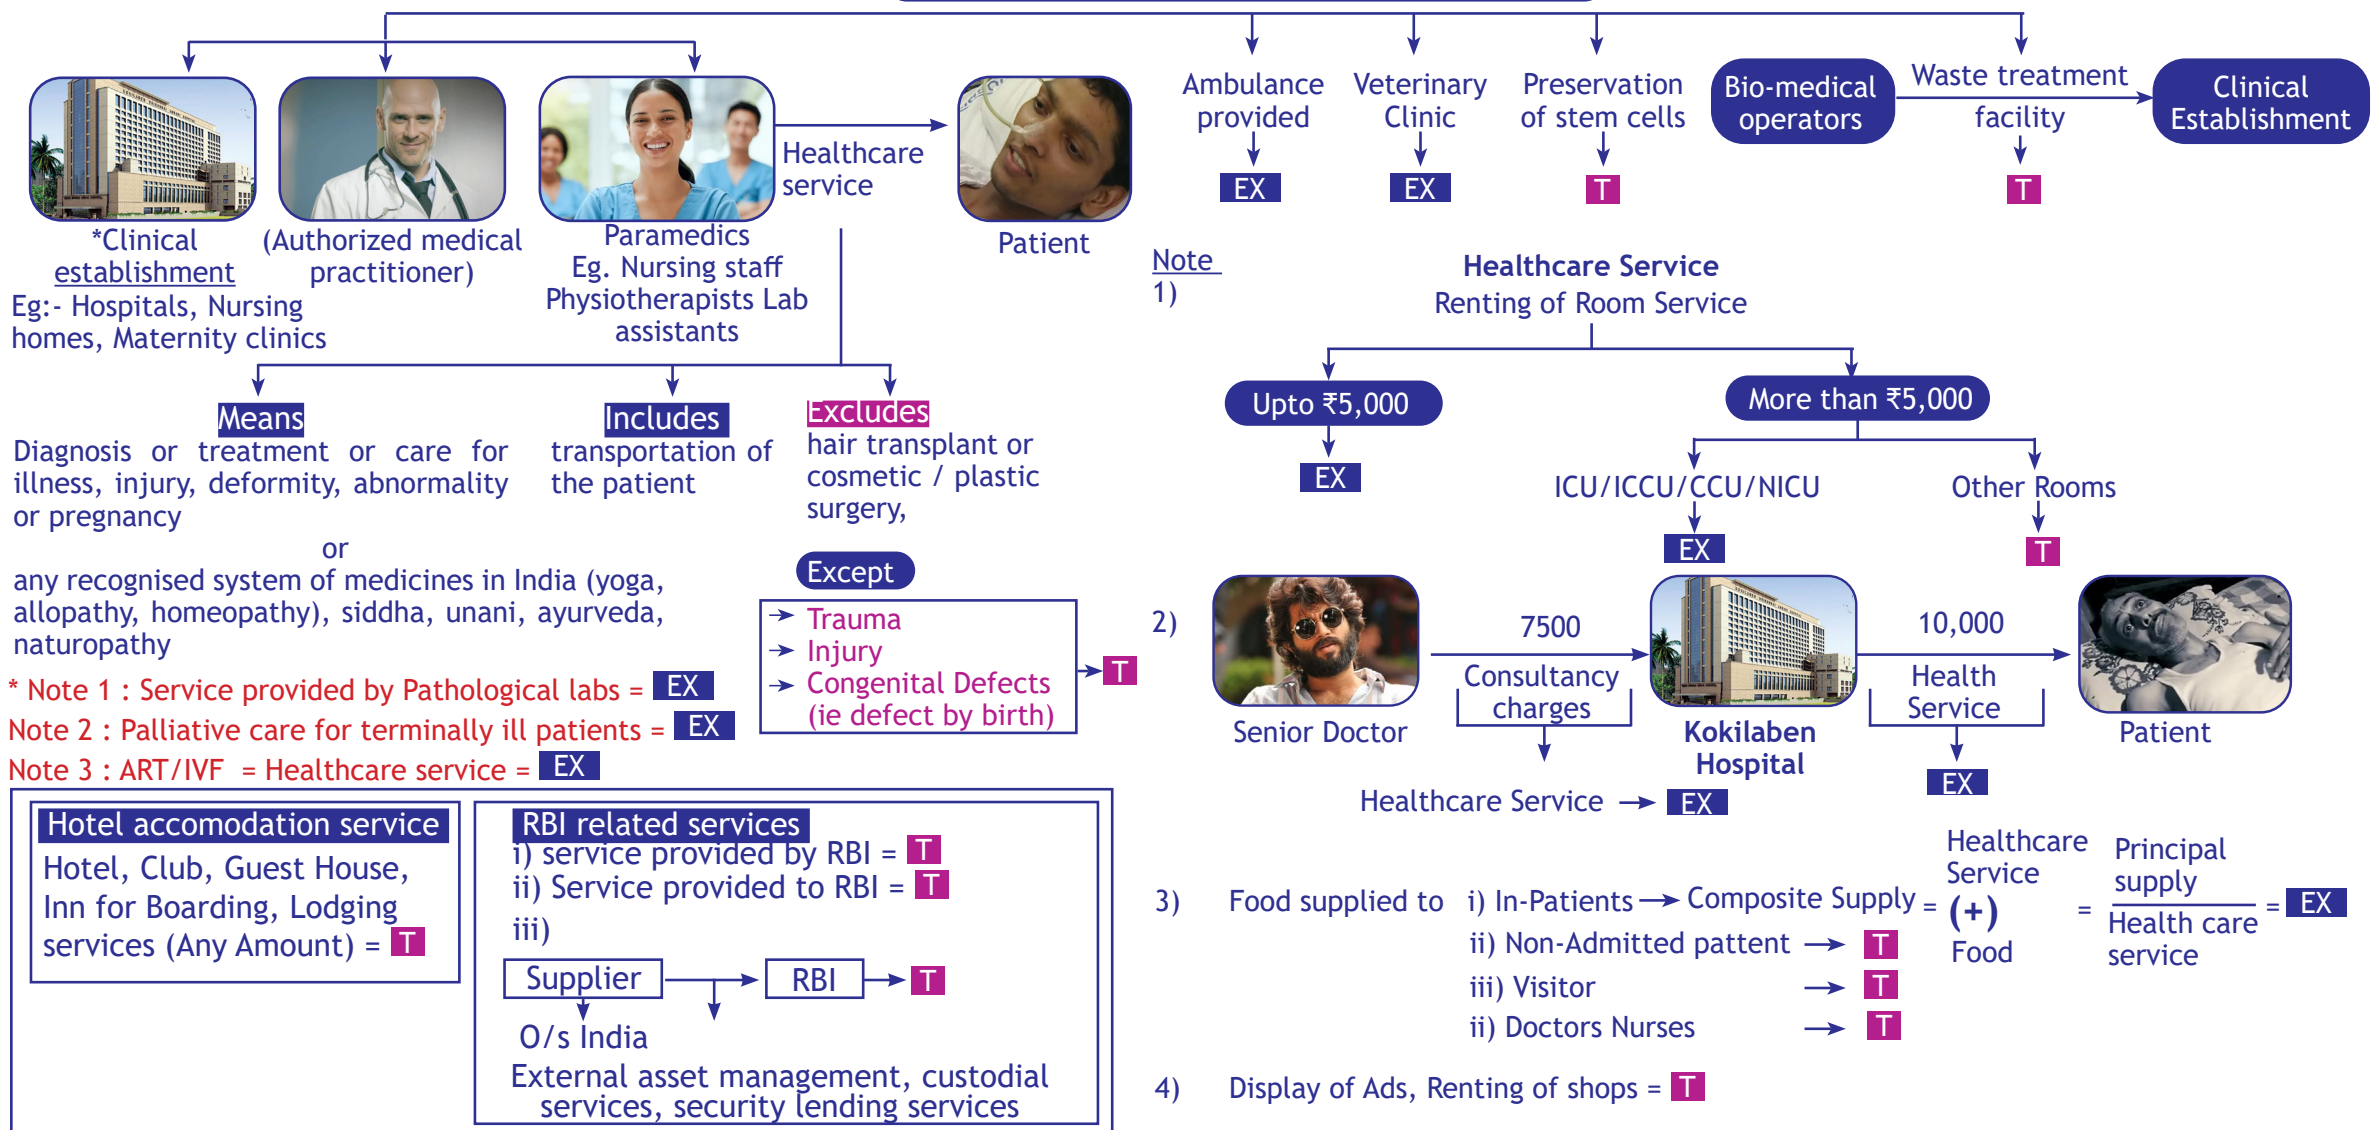 *Clinical
establishment
Eg:- Hospitals, Nursing
homes, Maternity clinics
(Authorized medical
practitioner)
Paramedics
Eg. Nursing staff
Physiotherapists Lab
assistants
Healthcare
service
Patient
Means
Diagnosis or treatment or care for
illness, injury, deformity, abnormality
or pregnancy
or
any recognised system of medicines in India (yoga,
allopathy, homeopathy), siddha, unani, ayurveda,
naturopathy
Includes
transportation of
the patient
Excludes
hair transplant or
cosmetic / plastic
surgery,
Except
Trauma
Injury
Congenital Defects
(ie defect by birth)
T
* Note 1 : Service provided by Pathological labs = EX
Note 2 : Palliative care for terminally ill patients = EX
Note 3 : ART/IVF = Healthcare service = EX
Hotel accomodation service
Hotel, Club, Guest House,
Inn for Boarding, Lodging
services (Any Amount) = T
RBI related services
i) service provided by RBI = T
ii) Service provided to RBI = T
iii)
Supplier
RBI
T
O/s India
External asset management, custodial
services, security lending services
Ambulance
provided
EX
Veterinary
Clinic
EX
Preservation
of stem cells
T
Bio-medical
operators
Waste treatment
facility
T
Clinical
Establishment
Note
1)
Healthcare Service
Renting of Room Service
Upto ₹5,000
EX
More than ₹5,000
ICU/ICCU/CCU/NICU
EX
Other Rooms
T
2)
Senior Doctor
7500
Consultancy
charges
Healthcare Service
EX
Kokilaben
Hospital
10,000
Health
Service
EX
Patient
3) Food supplied to
i) In-Patients
Composite Supply
=
Healthcare
Service
(+)
Food
=
Principal
supply
Health care
service
= EX
ii) Non-Admitted pattent T
iii) Visitor T
ii) Doctors Nurses T
4) Display of Ads, Renting of shops = T